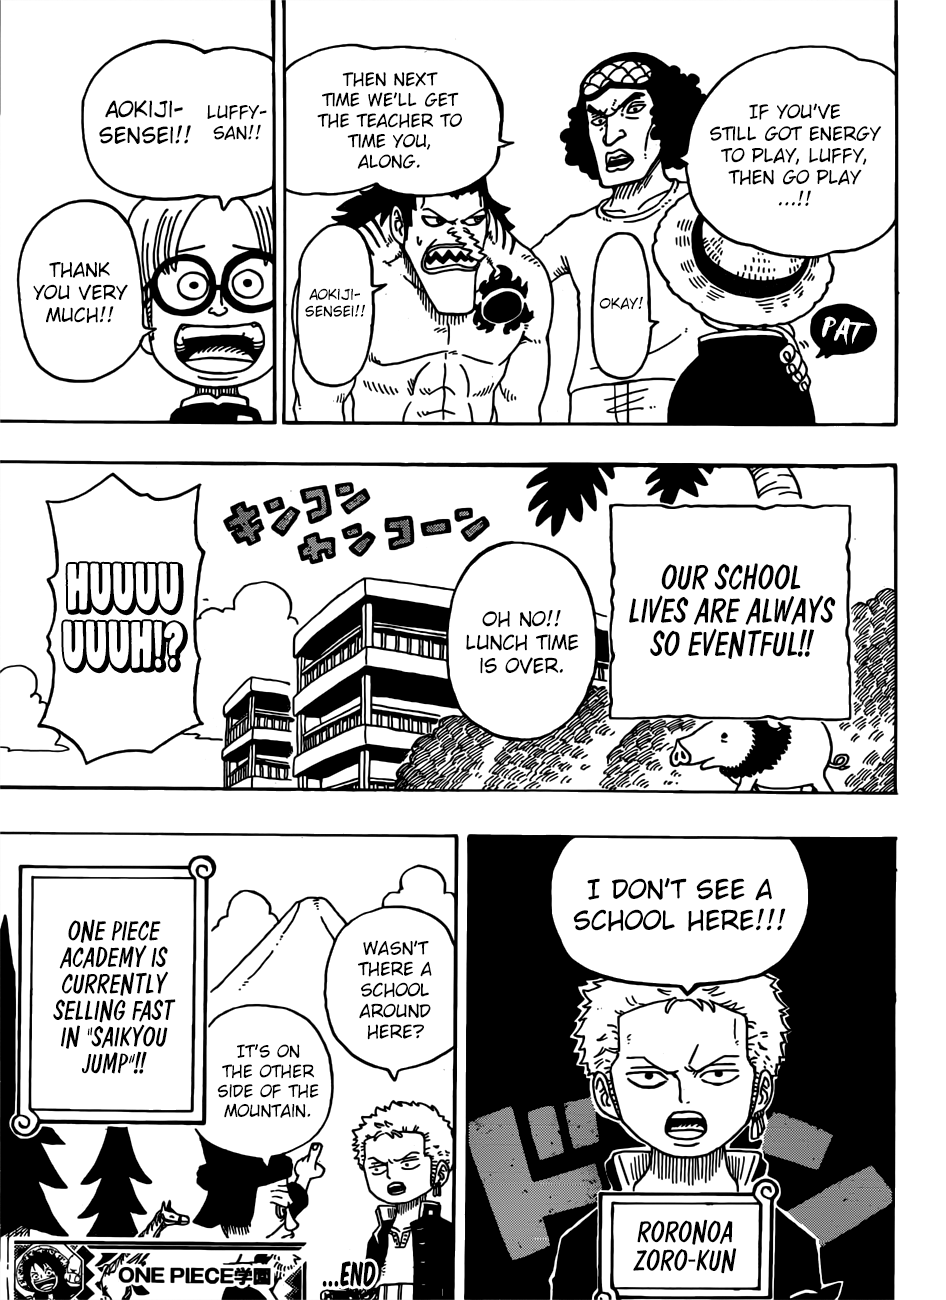 IF YOU'VE
STILL GOT ENERGY
TO PLAY, LUFFY,
THEN GO PLAY
...!!
THEN NEXT
TIME WE'LL GET
THE TEACHER TO
TIME YOU,
ALONG.
OKAY!
PAT
AOKIJI-
SENSEI!!
LUFFY-
SAN!!
AOKIJI-
SENSEI!!
THANK
YOU VERY
MUCH!!
OUR SCHOOL
LIVES ARE ALWAYS
SO EVENTFUL!!
キンコン
カンコーン
OH NO!!
LUNCH TIME
IS OVER.
HUUUU
UUUUH!?
I DON'T SEE A
SCHOOL HERE!!!
ドン
RORONOA
ZORO-KUN
WASN'T
THERE A
SCHOOL
AROUND
HERE?
IT'S ON
THE OTHER
SIDE OF THE
MOUNTAIN.
ONE PIECE
ACADEMY IS
CURRENTLY
SELLING FAST
IN "SAIKYOU
JUMP"!!
ONE PIECE学園
...END